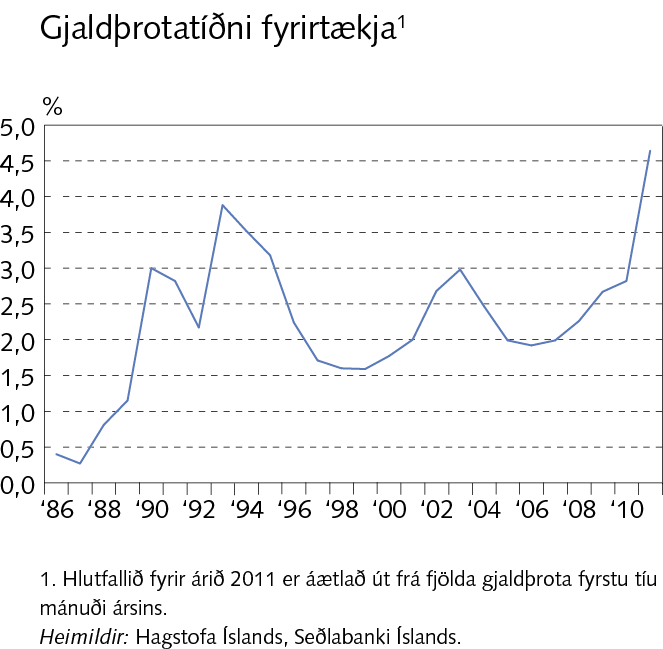 Gjaldþrotatíðni fyrirtækja¹
%
5,0
4,5
4,0
3,5
3,0
2,5
2,0
1,5
1,0
0,5
0,0
‘86 ‘88 ‘90 ‘92 ‘94 ‘96 ‘98 ‘00 ‘02 ‘04 ‘06 ‘08 ‘10
1. Hlutfallið fyrir árið 2011 er áætlað út frá fjölda gjaldþrota fyrstu tíu
mánuði ársins.
Heimildir: Hagstofa Íslands, Seðlabanki Íslands.